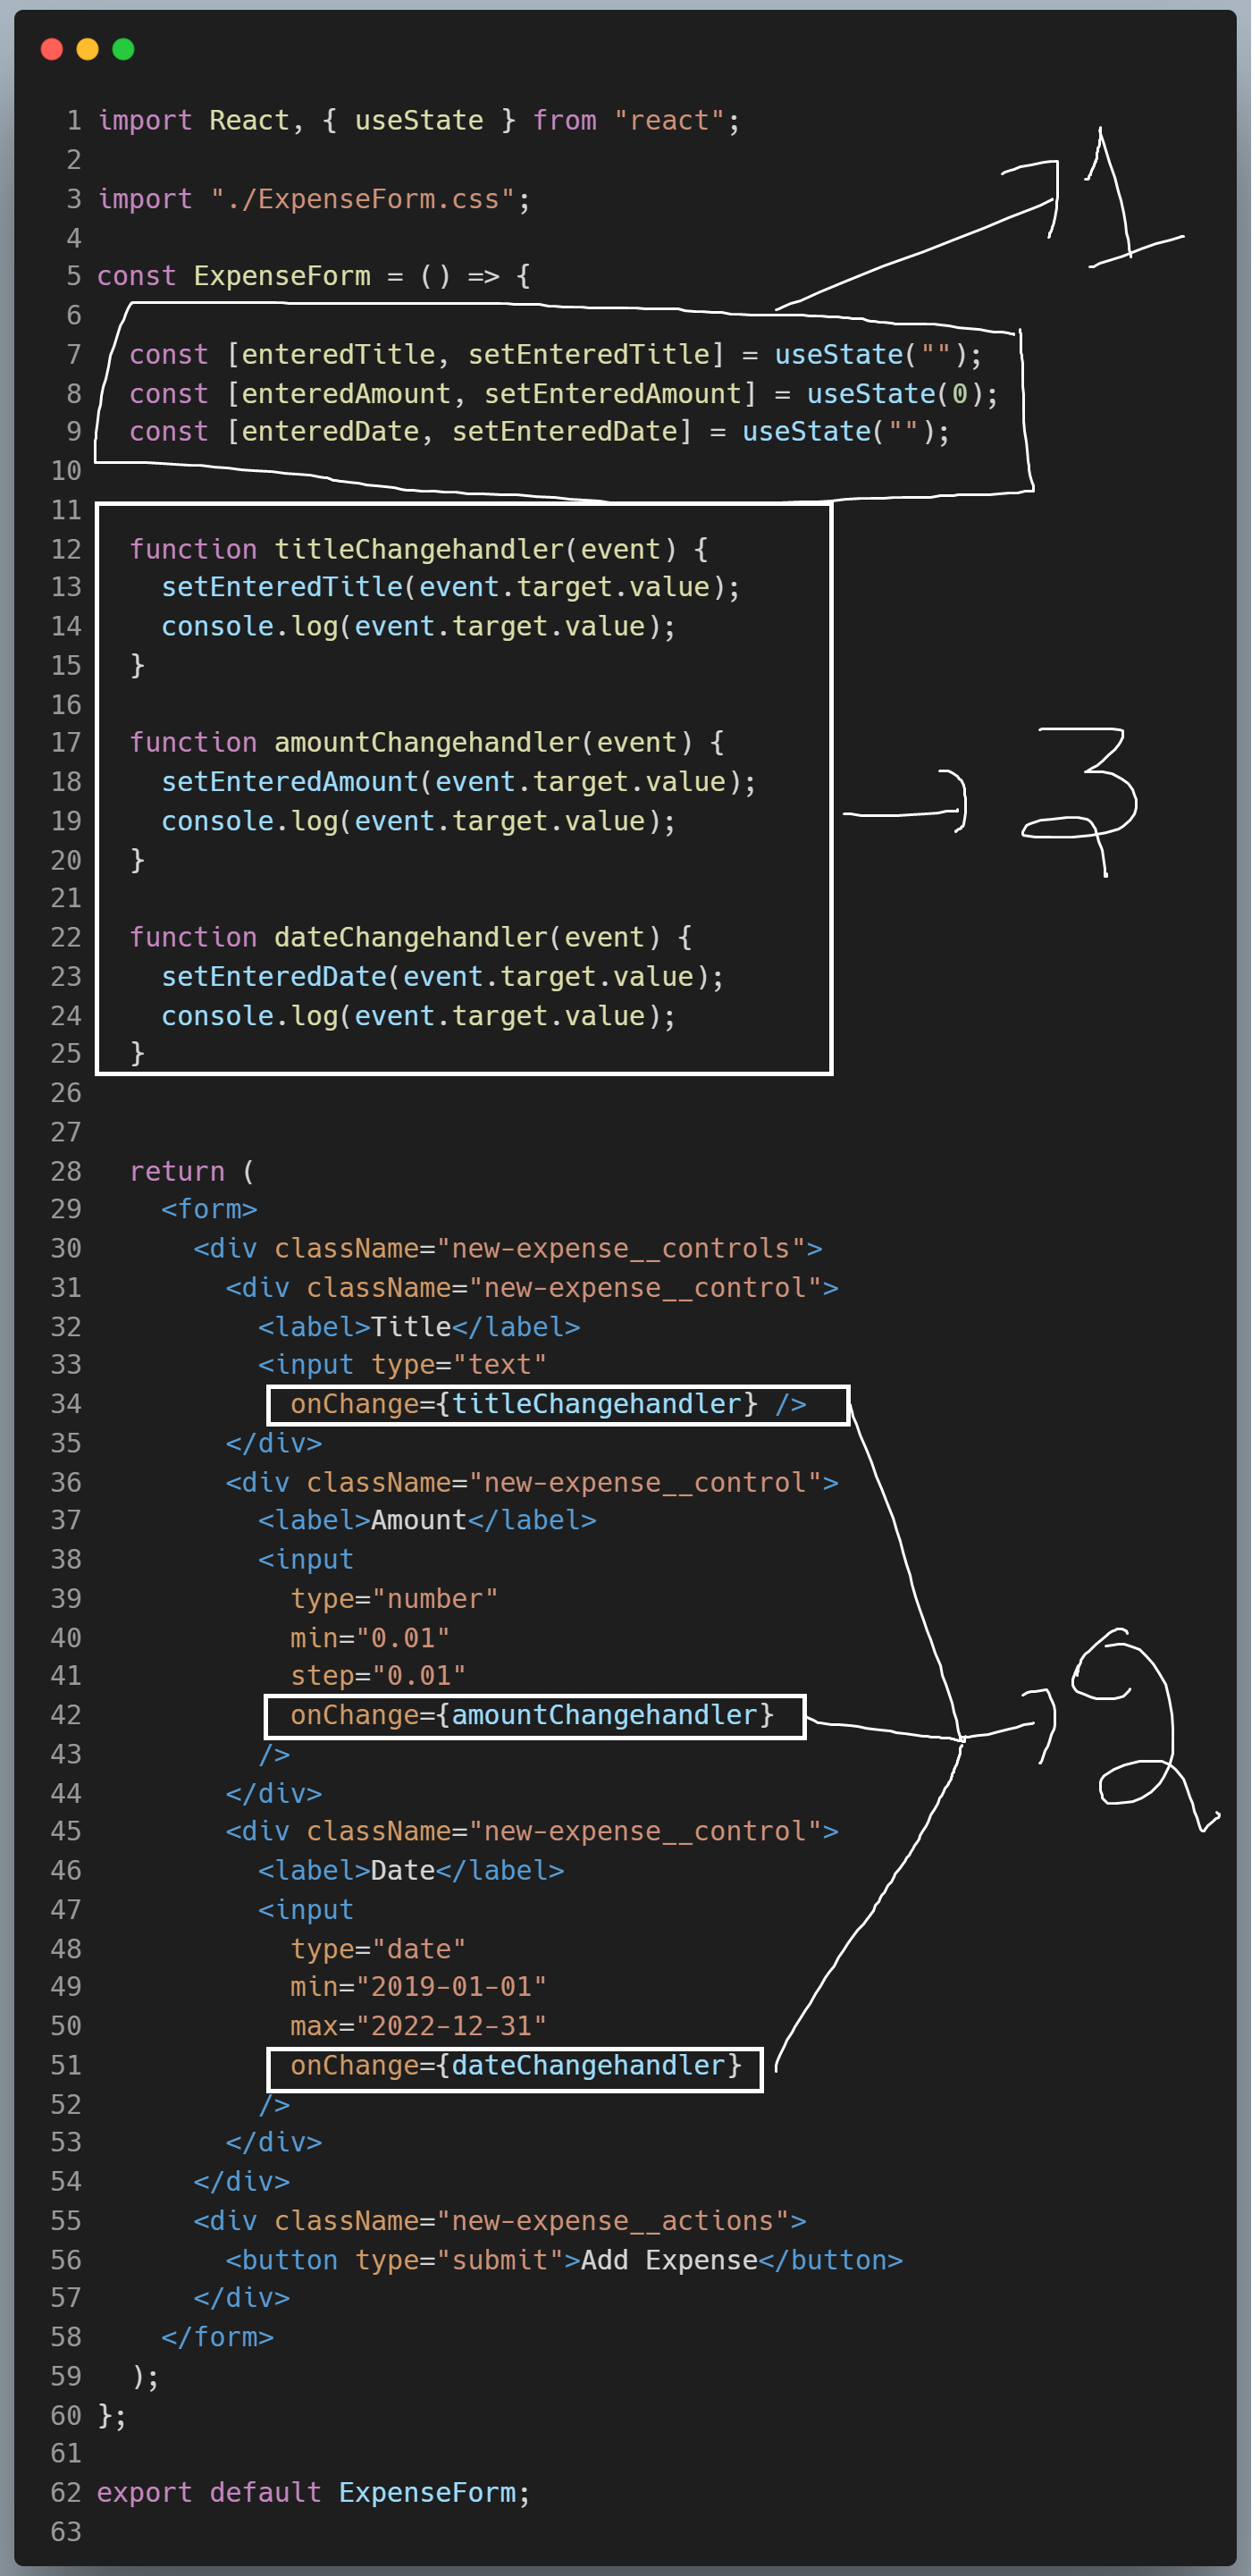 1 import React, { useState } from "react";
2
3 import "./ExpenseForm.css";
4
5 const ExpenseForm = () => {
6
7   const [enteredTitle, setEnteredTitle] = useState("");
8   const [enteredAmount, setEnteredAmount] = useState(0);
9   const [enteredDate, setEnteredDate] = useState("");
10
11
12   function titleChangehandler(event) {
13     setEnteredTitle(event.target.value);
14     console.log(event.target.value);
15   }
16
17   function amountChangehandler(event) {
18     setEnteredAmount(event.target.value);
19     console.log(event.target.value);
20   }
21
22   function dateChangehandler(event) {
23     setEnteredDate(event.target.value);
24     console.log(event.target.value);
25   }
26
27
28   return (
29     <form>
30       <div className="new-expense__controls">
31         <div className="new-expense__control">
32           <label>Title</label>
33           <input type="text"
34             onChange={titleChangehandler} />
35         </div>
36         <div className="new-expense__control">
37           <label>Amount</label>
38           <input
39             type="number"
40             min="0.01"
41             step="0.01"
42             onChange={amountChangehandler}
43           />
44         </div>
45         <div className="new-expense__control">
46           <label>Date</label>
47           <input
48             type="date"
49             min="2019-01-01"
50             max="2022-12-31"
51             onChange={dateChangehandler}
52           />
53         </div>
54       </div>
55       <div className="new-expense__actions">
56         <button type="submit">Add Expense</button>
57       </div>
58     </form>
59   );
60 };
61
62 export default ExpenseForm;
63
1
3
2